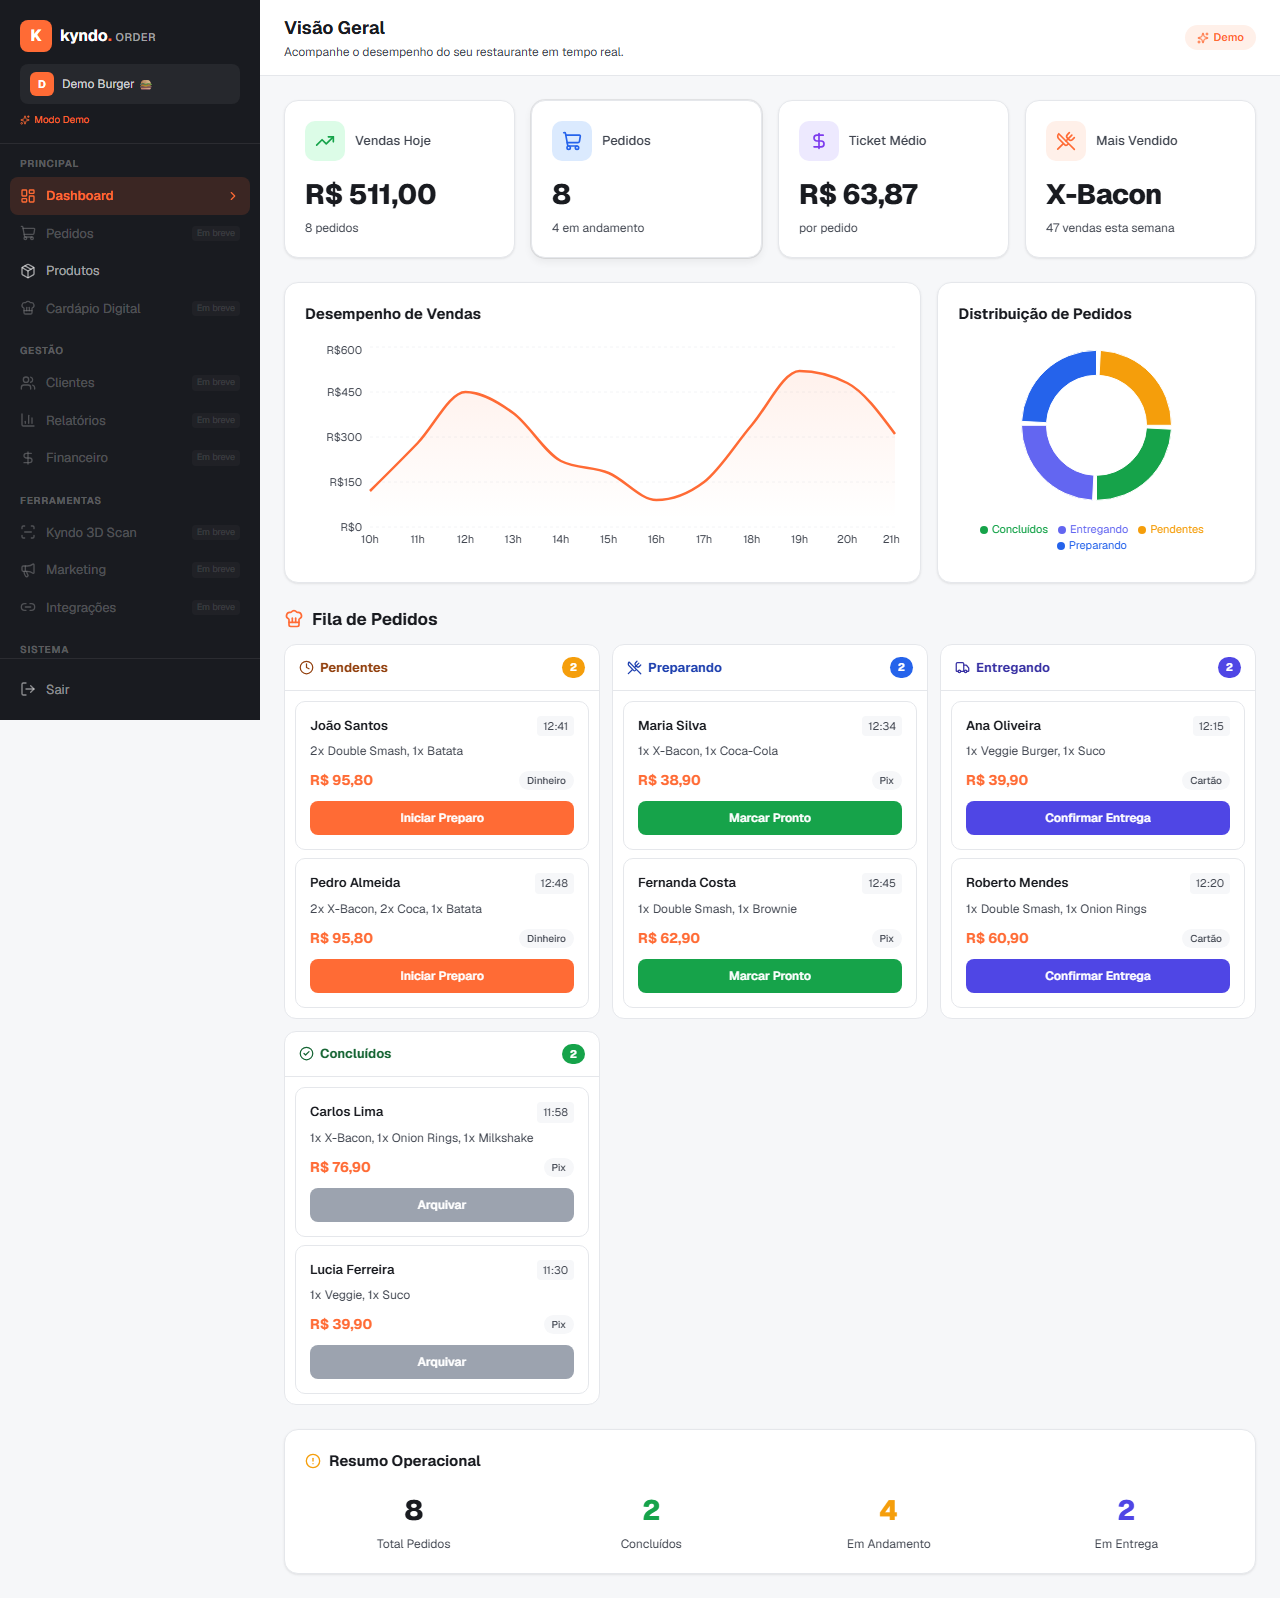 K kyndo. ORDER
D Demo Burger 🍔
Modo Demo
PRINCIPAL
Dashboard
Pedidos Em breve
Produtos
Cardápio Digital Em breve
GESTÃO
Clientes Em breve
Relatórios Em breve
Financeiro Em breve
FERRAMENTAS
Kyndo 3D Scan Em breve
Marketing Em breve
Integrações Em breve
SISTEMA
Sair
Visão Geral
Acompanhe o desempenho do seu restaurante em tempo real.
Demo
Vendas Hoje
R$ 511,00
8 pedidos
Pedidos
8
4 em andamento
Ticket Médio
R$ 63,87
por pedido
Mais Vendido
X-Bacon
47 vendas esta semana
Desempenho de Vendas
R$600
R$450
R$300
R$150
R$0
10h 11h 12h 13h 14h 15h 16h 17h 18h 19h 20h 21h
Distribuição de Pedidos
Concluídos Entregando Pendentes
Preparando
Fila de Pedidos
Pendentes 2
João Santos 12:41
2x Double Smash, 1x Batata
R$ 95,80 Dinheiro
Iniciar Preparo
Pedro Almeida 12:48
2x X-Bacon, 2x Coca, 1x Batata
R$ 95,80 Dinheiro
Iniciar Preparo
Preparando 2
Maria Silva 12:34
1x X-Bacon, 1x Coca-Cola
R$ 38,90 Pix
Marcar Pronto
Fernanda Costa 12:45
1x Double Smash, 1x Brownie
R$ 62,90 Pix
Marcar Pronto
Entregando 2
Ana Oliveira 12:15
1x Veggie Burger, 1x Suco
R$ 39,90 Cartão
Confirmar Entrega
Roberto Mendes 12:20
1x Double Smash, 1x Onion Rings
R$ 60,90 Cartão
Confirmar Entrega
Concluídos 2
Carlos Lima 11:58
1x X-Bacon, 1x Onion Rings, 1x Milkshake
R$ 76,90 Pix
Arquivar
Lucia Ferreira 11:30
1x Veggie, 1x Suco
R$ 39,90 Pix
Arquivar
Resumo Operacional
8
Total Pedidos
2
Concluídos
4
Em Andamento
2
Em Entrega